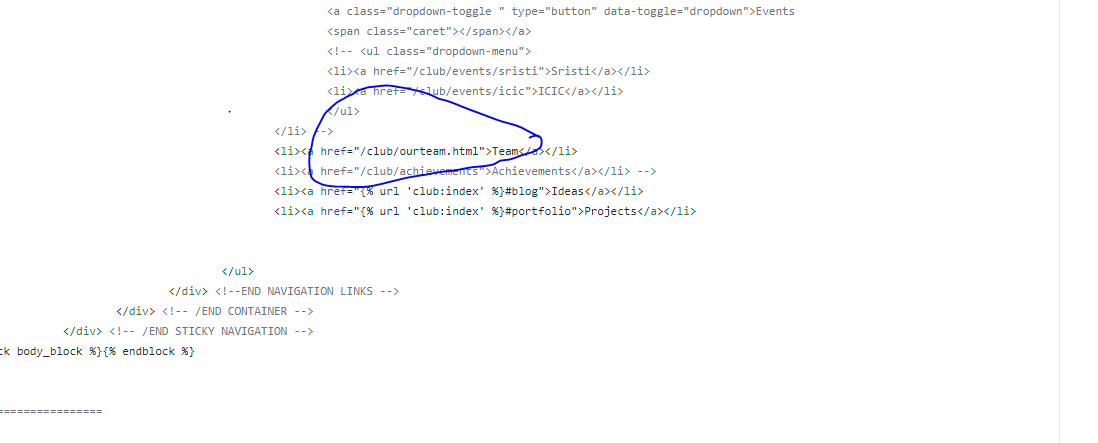 <a class="dropdown-toggle " type="button" data-toggle="dropdown">Events
<span class="caret"></span></a>
<!-- <ul class="dropdown-menu">
<li><a href="/club/events/sristi">Sristi</a></li>
<li><a href="/club/events/icic">ICIC</a></li>
</ul>
</li> -->
<li><a href="/club/ourteam.html">Team</a></li>
<li><a href="/club/achievements">Achievements</a></li> -->
<li><a href="{% url 'club:index' %}#blog">Ideas</a></li>
<li><a href="{% url 'club:index' %}#portfolio">Projects</a></li>
</ul>
</div> <!--END NAVIGATION LINKS -->
</div> <!-- /END CONTAINER -->
</div> <!-- /END STICKY NAVIGATION -->
ck body_block %}{% endblock %}
================